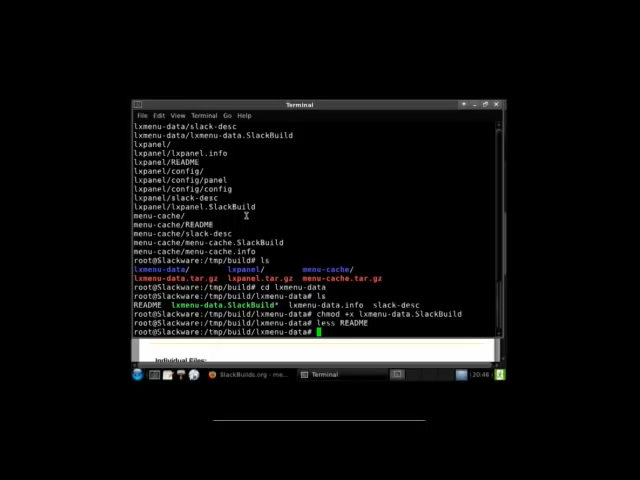 Terminal
File Edit View Terminal Go Help
lxmenu-data/slack-desc
lxmenu-data/lxmenu-data.SlackBuild
lxpanel/
lxpanel/lxpanel.info
lxpanel/README
lxpanel/config/
lxpanel/config/panel
lxpanel/config/config
lxpanel/slack-desc
lxpanel/lxpanel.SlackBuild
menu-cache/
menu-cache/README
menu-cache/slack-desc
menu-cache/menu-cache.SlackBuild
menu-cache/menu-cache.info
root@Slackware:/tmp/build# ls
lxmenu-data/ lxpanel/ menu-cache/
lxmenu-data.tar.gz lxpanel.tar.gz menu-cache.tar.gz
root@Slackware:/tmp/build# cd lxmenu-data
root@Slackware:/tmp/build/lxmenu-data# ls
README lxmenu-data.SlackBuild* lxmenu-data.info slack-desc
root@Slackware:/tmp/build/lxmenu-data# chmod +x lxmenu-data.SlackBuild
root@Slackware:/tmp/build/lxmenu-data# less README
root@Slackware:/tmp/build/lxmenu-data#
Individual Files:
SlackBuilds.org - me... Terminal 20:46